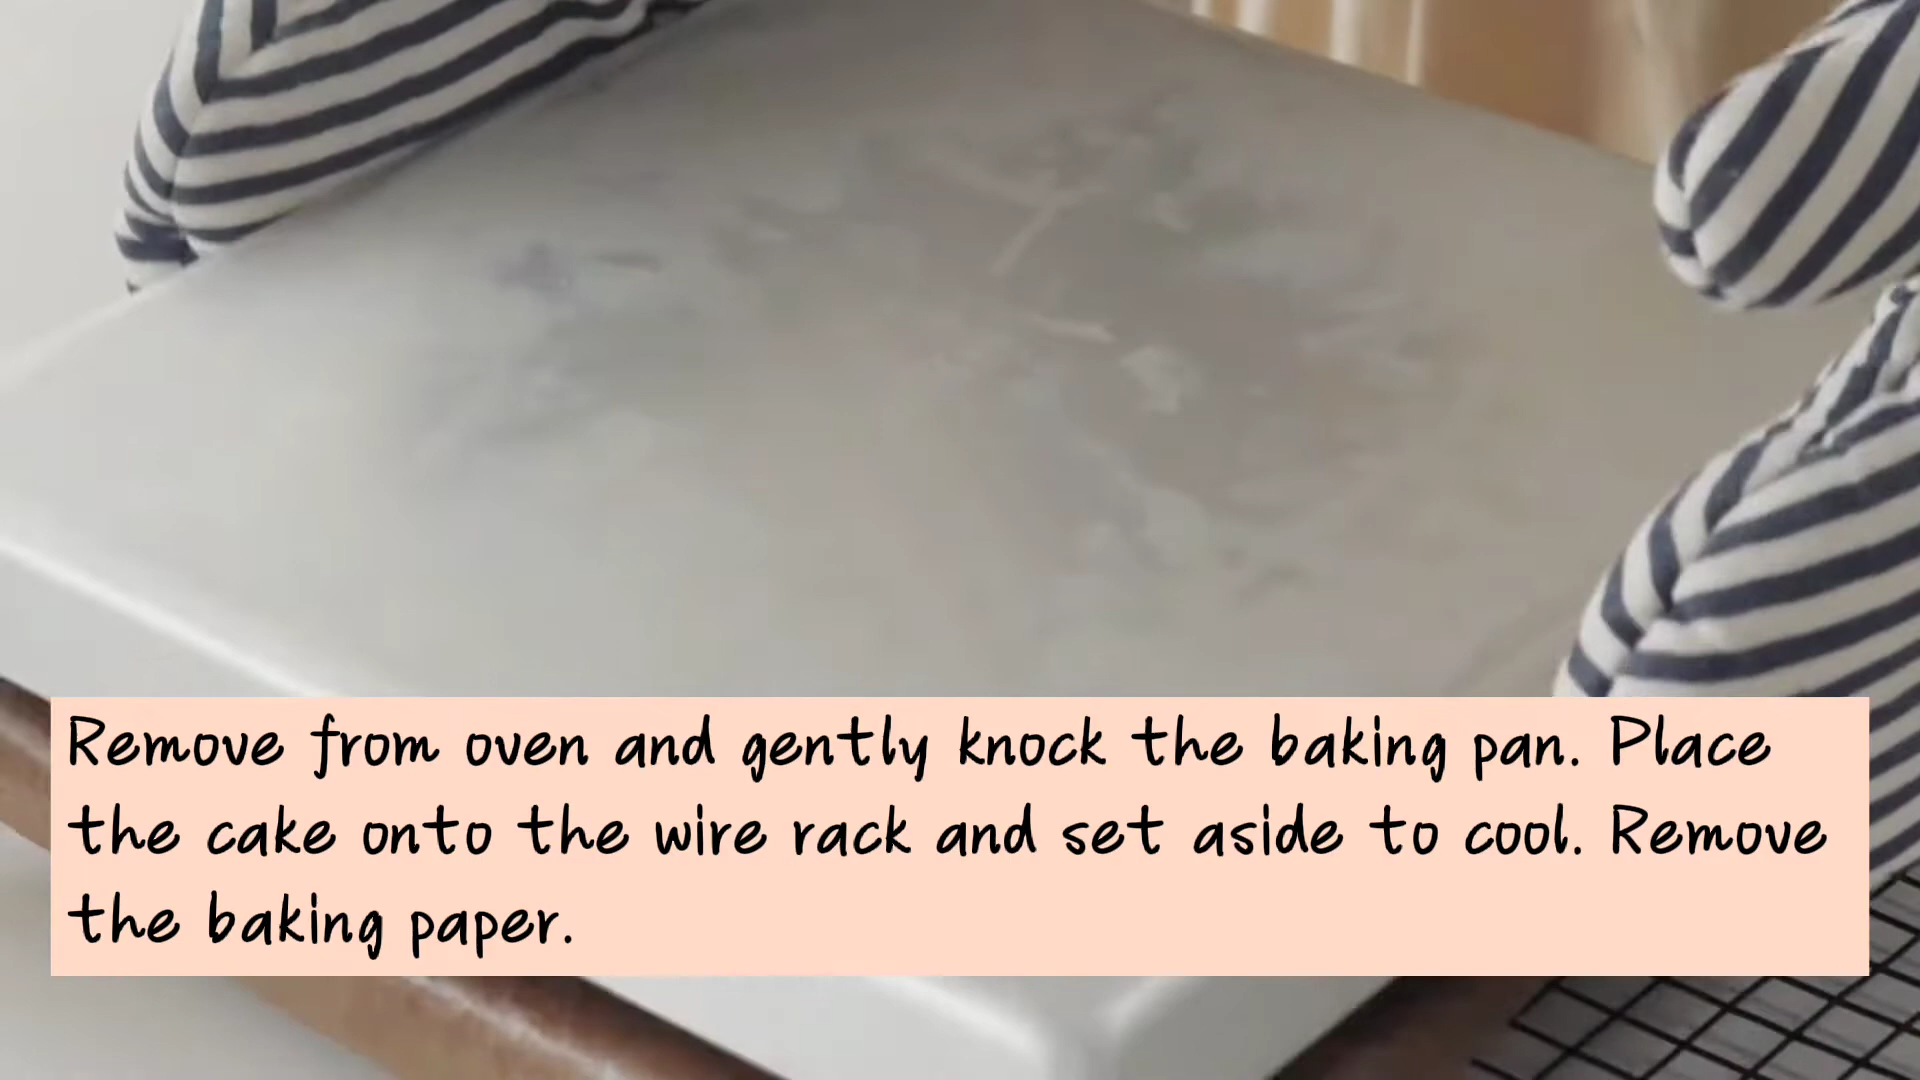 Remove from oven and gently knock the baking pan. Place
the cake onto the wire rack and set aside to cool. Remove
the baking paper.